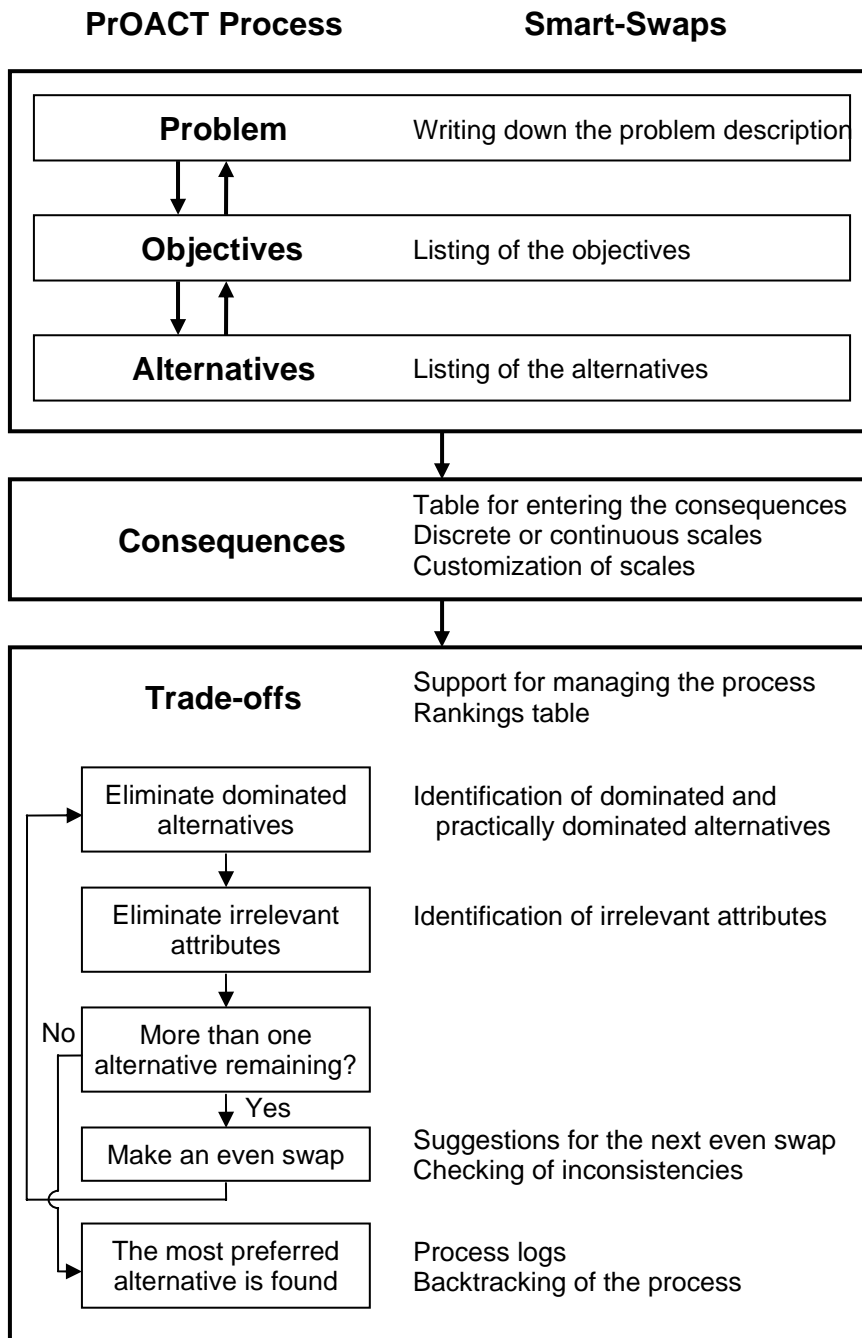 PrOACT Process
Smart-Swaps
Problem
Writing down the problem description
Objectives
Listing of the objectives
Alternatives
Listing of the alternatives
Consequences
Table for entering the consequences
Discrete or continuous scales
Customization of scales
Trade-offs
Support for managing the process
Rankings table
Eliminate dominated
alternatives
Identification of dominated and
practically dominated alternatives
Eliminate irrelevant
attributes
Identification of irrelevant attributes
No
More than one
alternative remaining?
Yes
Make an even swap
Suggestions for the next even swap
Checking of inconsistencies
The most preferred
alternative is found
Process logs
Backtracking of the process